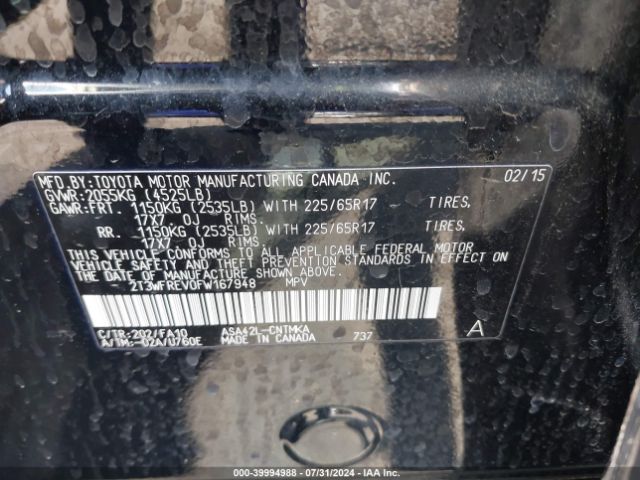 MFD.BY:TOYOTA MOTOR MANUFACTURING CANADA INC. 02/15
GVWR:2055KG (4525LB)
GAWR:FRT. 1150KG (2535LB) WITH 225/65R17 TIRES,
17X7 0J RIMS.
RR. 1150KG (2535LB) WITH 225/65R17 TIRES,
17X7 0J RIMS.
THIS VEHICLE CONFORMS TO ALL APPLICABLE FEDERAL MOTOR
VEHICLE SAFETY AND THEFT PREVENTION STANDARDS IN EFFECT ON
THE DATE OF MANUFACTURE SHOWN ABOVE.
2T3WFREV0FW167948 MPV
C/TR:202/FA10 ASA42L-CNTMKA A
A/TM:-02A/U760E MADE IN CANADA 737
000-39994988 | 07/31/2024 - IAA Inc.